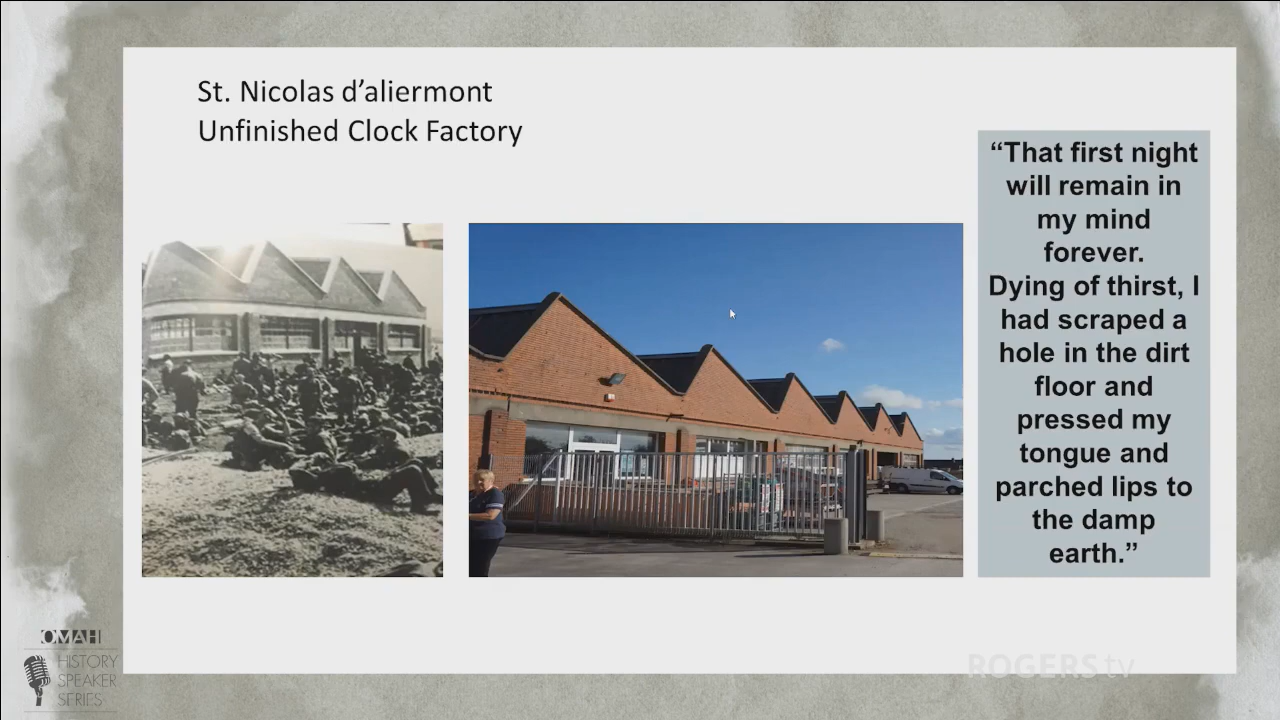 St. Nicolas d’aliermont
Unfinished Clock Factory
“That first night
will remain in
my mind
forever.
Dying of thirst, I
had scraped a
hole in the dirt
floor and
pressed my
tongue and
parched lips to
the damp
earth.”
OMAH
HISTORY
SPEAKER
SERIES
ROGERS tv